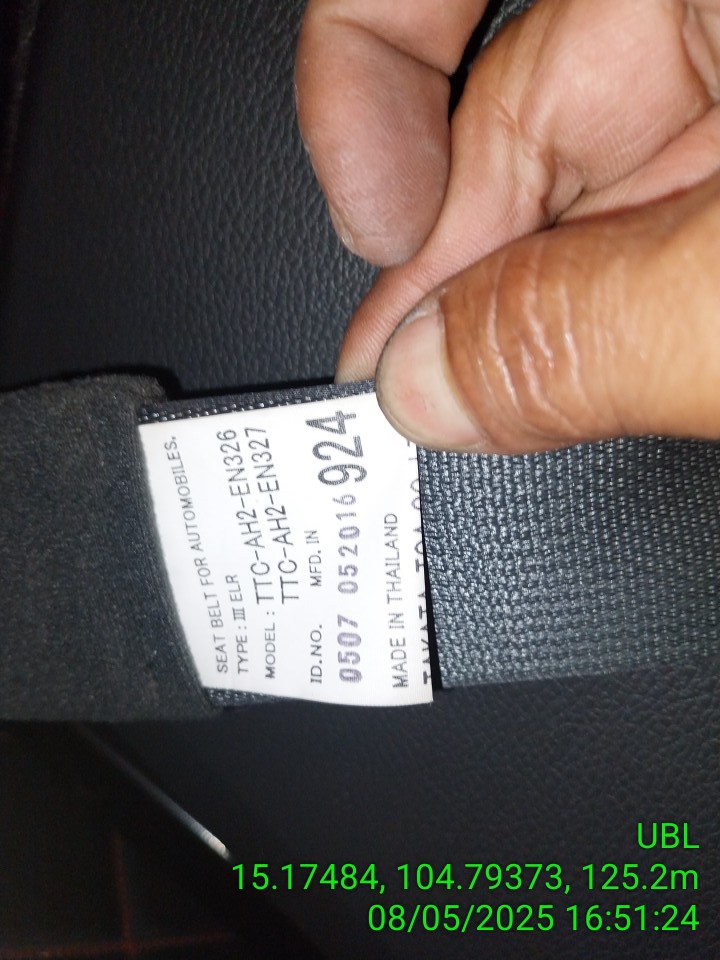 SEAT BELT FOR AUTOMOBILES.
TYPE : III ELR
MODEL : TTC-AH2-EN326
TTC-AH2-EN327
ID.NO. MFD. IN
0507 052016 924
MADE IN THAILAND
UBL
15.17484, 104.79373, 125.2m
08/05/2025 16:51:24